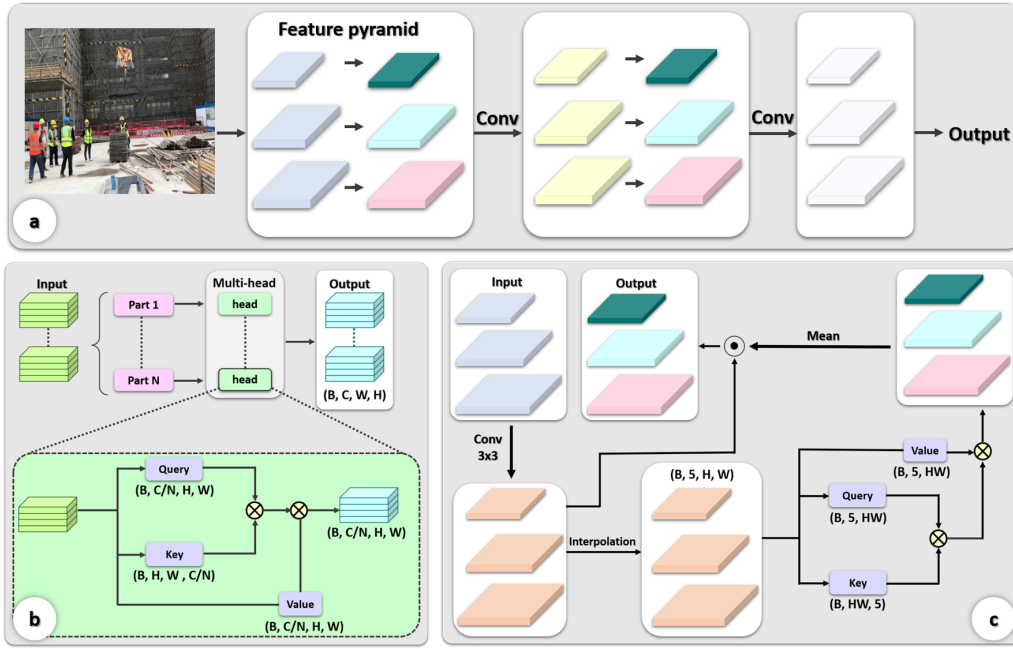 Feature pyramid
Conv
Conv
Output
a
Input
Multi-head
Output
Part 1
head
Part N
head
(B, C, W, H)
Query
(B, C/N, H, W)
(B, C/N, H, W)
Key
(B, H, W , C/N)
Value
(B, C/N, H, W)
b
Input
Output
Mean
Conv
3x3
(B, 5, H, W)
Value
(B, 5, HW)
Query
(B, 5, HW)
Interpolation
Key
(B, HW, 5)
c